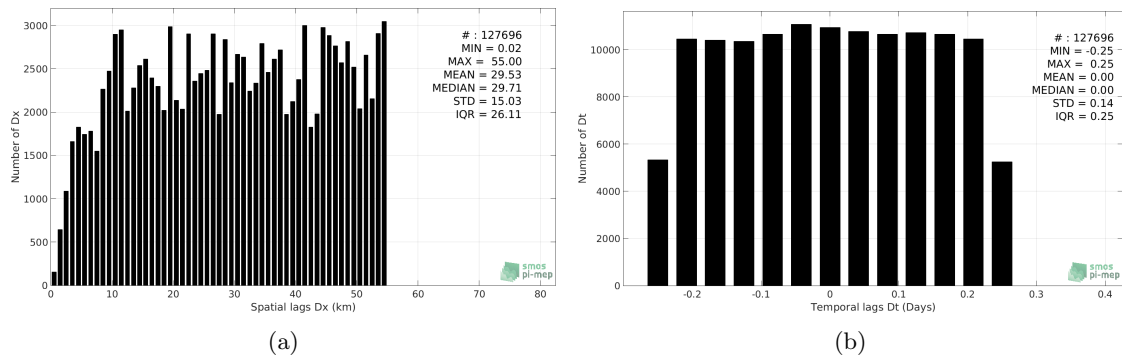 3000
2500
2000
1500
1000
500
0
Number of Dx
# : 127696
MIN = 0.02
MAX = 55.00
MEAN = 29.53
MEDIAN = 29.71
STD = 15.03
IQR = 26.11
smos
pi-mep
0 10 20 30 40 50 60 70 80
Spatial lags Dx (km)
(a)
10000
8000
6000
4000
2000
0
Number of Dt
# : 127696
MIN = -0.25
MAX = 0.25
MEAN = 0.00
MEDIAN = 0.00
STD = 0.14
IQR = 0.25
smos
pi-mep
-0.2 -0.1 0 0.1 0.2 0.3 0.4
Temporal lags Dt (Days)
(b)